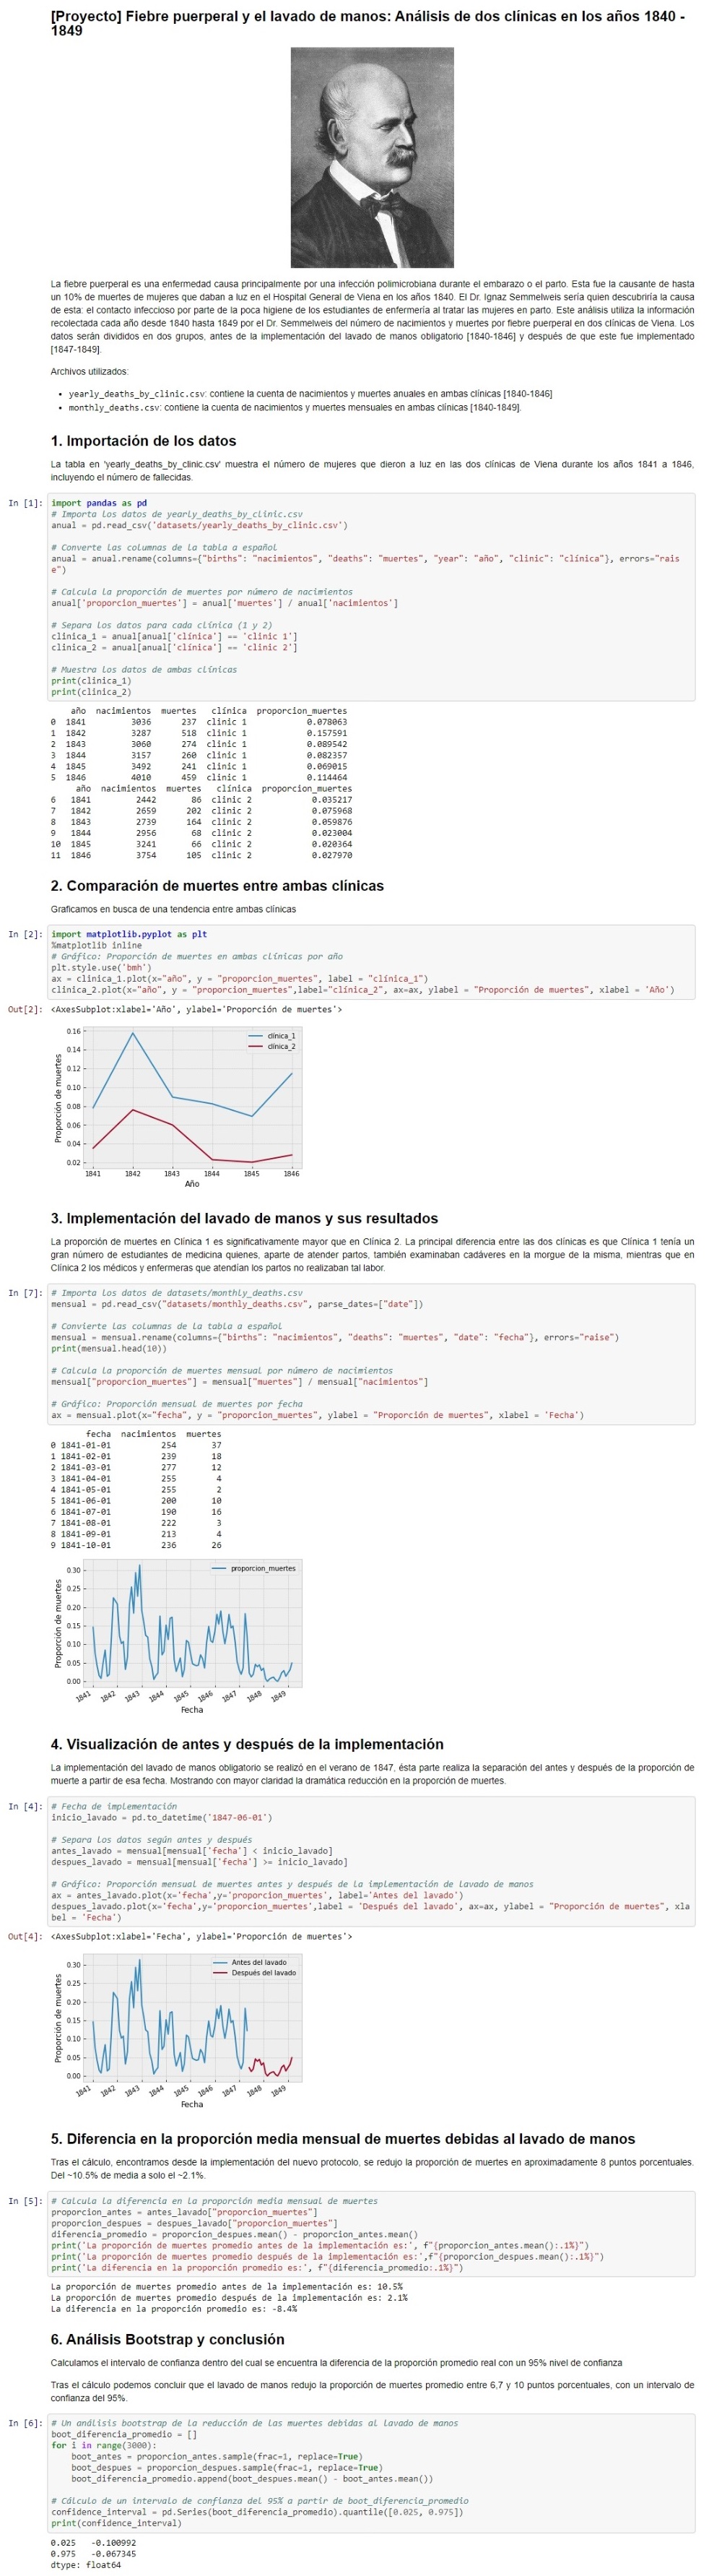 [Proyecto] Fiebre puerperal y el lavado de manos: Análisis de dos clínicas en los años 1840 -
1849
La fiebre puerperal es una enfermedad causa principalmente por una infección polimicrobiana durante el embarazo o el parto. Esta fue la causante de hasta
un 10% de muertes de mujeres que daban a luz en el Hospital General de Viena en los años 1840. El Dr. Ignaz Semmelweis sería quien descubriría la causa
de esta: el contacto infeccioso por parte de la poca higiene de los estudiantes de enfermería al tratar las mujeres en parto. Este análisis utiliza la información
recolectada cada año desde 1840 hasta 1849 por el Dr. Semmelweis del número de nacimientos y muertes por fiebre puerperal en dos clínicas de Viena. Los
datos serán divididos en dos grupos, antes de la implementación del lavado de manos obligatorio [1840-1846] y después de que este fue implementado
[1847-1849].
Archivos utilizados:
• yearly_deaths_by_clinic.csv: contiene la cuenta de nacimientos y muertes anuales en ambas clínicas [1840-1846]
• monthly_deaths.csv: contiene la cuenta de nacimientos y muertes mensuales en ambas clínicas [1840-1849].
1. Importación de los datos
La tabla en 'yearly_deaths_by_clinic.csv' muestra el número de mujeres que dieron a luz en las dos clínicas de Viena durante los años 1841 a 1846,
incluyendo el número de fallecidas.
In [1]: import pandas as pd
# Importa los datos de yearly_deaths_by_clinic.csv
anual = pd.read_csv('datasets/yearly_deaths_by_clinic.csv')
# Converte las columnas de la tabla a español
anual = anual.rename(columns={"births": "nacimientos", "deaths": "muertes", "year": "año", "clinic": "clínica"}, errors="rais
e")
# Calcula la proporción de muertes por número de nacimientos
anual['proporcion_muertes'] = anual['muertes'] / anual['nacimientos']
# Separa los datos para cada clínica (1 y 2)
clinica_1 = anual[anual['clínica'] == 'clinic 1']
clinica_2 = anual[anual['clínica'] == 'clinic 2']
# Muestra los datos de ambas clínicas
print(clinica_1)
print(clinica_2)
año nacimientos muertes clínica proporcion_muertes
0 1841 3036 237 clinic 1 0.078063
1 1842 3287 518 clinic 1 0.157591
2 1843 3060 274 clinic 1 0.089542
3 1844 3157 260 clinic 1 0.082357
4 1845 3492 241 clinic 1 0.069015
5 1846 4010 459 clinic 1 0.114464
año nacimientos muertes clínica proporcion_muertes
6 1841 2442 86 clinic 2 0.035217
7 1842 2659 202 clinic 2 0.075968
8 1843 2739 164 clinic 2 0.059876
9 1844 2956 68 clinic 2 0.023004
10 1845 3241 66 clinic 2 0.020364
11 1846 3754 105 clinic 2 0.027970
2. Comparación de muertes entre ambas clínicas
Graficamos en busca de una tendencia entre ambas clínicas
In [2]: import matplotlib.pyplot as plt
%matplotlib inline
# Gráfico: Proporción de muertes en ambas clínicas por año
plt.style.use('bmh')
ax = clinica_1.plot(x="año", y = "proporcion_muertes", label = "clínica_1")
clinica_2.plot(x="año", y = "proporcion_muertes",label="clínica_2", ax=ax, ylabel = "Proporción de muertes", xlabel = 'Año')
Out[2]: <AxesSubplot:xlabel='Año', ylabel='Proporción de muertes'>
clínica_1
clínica_2
Proporción de muertes
0.16
0.14
0.12
0.10
0.08
0.06
0.04
0.02
1841 1842 1843 1844 1845 1846
Año
3. Implementación del lavado de manos y sus resultados
La proporción de muertes en Clínica 1 es significativamente mayor que en Clínica 2. La principal diferencia entre las dos clínicas es que Clínica 1 tenía un
gran número de estudiantes de medicina quienes, aparte de atender partos, también examinaban cadáveres en la morgue de la misma, mientras que en
Clínica 2 los médicos y enfermeras que atendían los partos no realizaban tal labor.
In [7]: # Importa los datos de datasets/monthly_deaths.csv
mensual = pd.read_csv("datasets/monthly_deaths.csv", parse_dates=["date"])
# Convierte las columnas de la tabla a español
mensual = mensual.rename(columns={"births": "nacimientos", "deaths": "muertes", "date": "fecha"}, errors="raise")
print(mensual.head(10))
# Calcula la proporción de muertes mensual por número de nacimientos
mensual["proporcion_muertes"] = mensual["muertes"] / mensual["nacimientos"]
# Gráfico: Proporción mensual de muertes por fecha
ax = mensual.plot(x="fecha", y = "proporcion_muertes", ylabel = "Proporción de muertes", xlabel = 'Fecha')
fecha nacimientos muertes
0 1841-01-01 254 37
1 1841-02-01 239 18
2 1841-03-01 277 12
3 1841-04-01 255 4
4 1841-05-01 255 2
5 1841-06-01 200 10
6 1841-07-01 190 16
7 1841-08-01 222 3
8 1841-09-01 213 4
9 1841-10-01 236 26
proporcion_muertes
Proporción de muertes
0.30
0.25
0.20
0.15
0.10
0.05
0.00
1841 1842 1843 1844 1845 1846 1847 1848 1849
Fecha
4. Visualización de antes y después de la implementación
La implementación del lavado de manos obligatorio se realizó en el verano de 1847, ésta parte realiza la separación del antes y después de la proporción de
muerte a partir de esa fecha. Mostrando con mayor claridad la dramática reducción en la proporción de muertes.
In [4]: # Fecha de implementación
inicio_lavado = pd.to_datetime('1847-06-01')
# Separa los datos según antes y después
antes_lavado = mensual[mensual['fecha'] < inicio_lavado]
despues_lavado = mensual[mensual['fecha'] >= inicio_lavado]
# Gráfico: Proporción mensual de muertes antes y después de la implementación de lavado de manos
ax = antes_lavado.plot(x='fecha',y='proporcion_muertes', label='Antes del lavado')
despues_lavado.plot(x='fecha',y='proporcion_muertes',label = 'Después del lavado', ax=ax, ylabel = "Proporción de muertes", xla
bel = 'Fecha')
Out[4]: <AxesSubplot:xlabel='Fecha', ylabel='Proporción de muertes'>
Antes del lavado
Después del lavado
Proporción de muertes
0.30
0.25
0.20
0.15
0.10
0.05
0.00
1841 1842 1843 1844 1845 1846 1847 1848 1849
Fecha
5. Diferencia en la proporción media mensual de muertes debidas al lavado de manos
Tras el cálculo, encontramos desde la implementación del nuevo protocolo, se redujo la proporción de muertes en aproximadamente 8 puntos porcentuales.
Del ~10.5% de media a solo el ~2.1%.
In [5]: # Calcula la diferencia en la proporción media mensual de muertes
proporcion_antes = antes_lavado["proporcion_muertes"]
proporcion_despues = despues_lavado["proporcion_muertes"]
diferencia_promedio = proporcion_despues.mean() - proporcion_antes.mean()
print('La proporción de muertes promedio antes de la implementación es:', f"{proporcion_antes.mean():.1%}")
print('La proporción de muertes promedio después de la implementación es:',f"{proporcion_despues.mean():.1%}")
print('La diferencia en la proporción promedio es:', f"{diferencia_promedio:.1%}")
La proporción de muertes promedio antes de la implementación es: 10.5%
La proporción de muertes promedio después de la implementación es: 2.1%
La diferencia en la proporción promedio es: -8.4%
6. Análisis Bootstrap y conclusión
Calculamos el intervalo de confianza dentro del cual se encuentra la diferencia de la proporción promedio real con un 95% nivel de confianza
Tras el cálculo podemos concluir que el lavado de manos redujo la proporción de muertes promedio entre 6,7 y 10 puntos porcentuales, con un intervalo de
confianza del 95%.
In [6]: # Un análisis bootstrap de la reducción de las muertes debidas al lavado de manos
boot_diferencia_promedio = []
for i in range(3000):
boot_antes = proporcion_antes.sample(frac=1, replace=True)
boot_despues = proporcion_despues.sample(frac=1, replace=True)
boot_diferencia_promedio.append(boot_despues.mean() - boot_antes.mean())
# Cálculo de un intervalo de confianza del 95% a partir de boot_diferencia_promedio
confidence_interval = pd.Series(boot_diferencia_promedio).quantile([0.025, 0.975])
print(confidence_interval)
0.025 -0.100992
0.975 -0.067345
dtype: float64